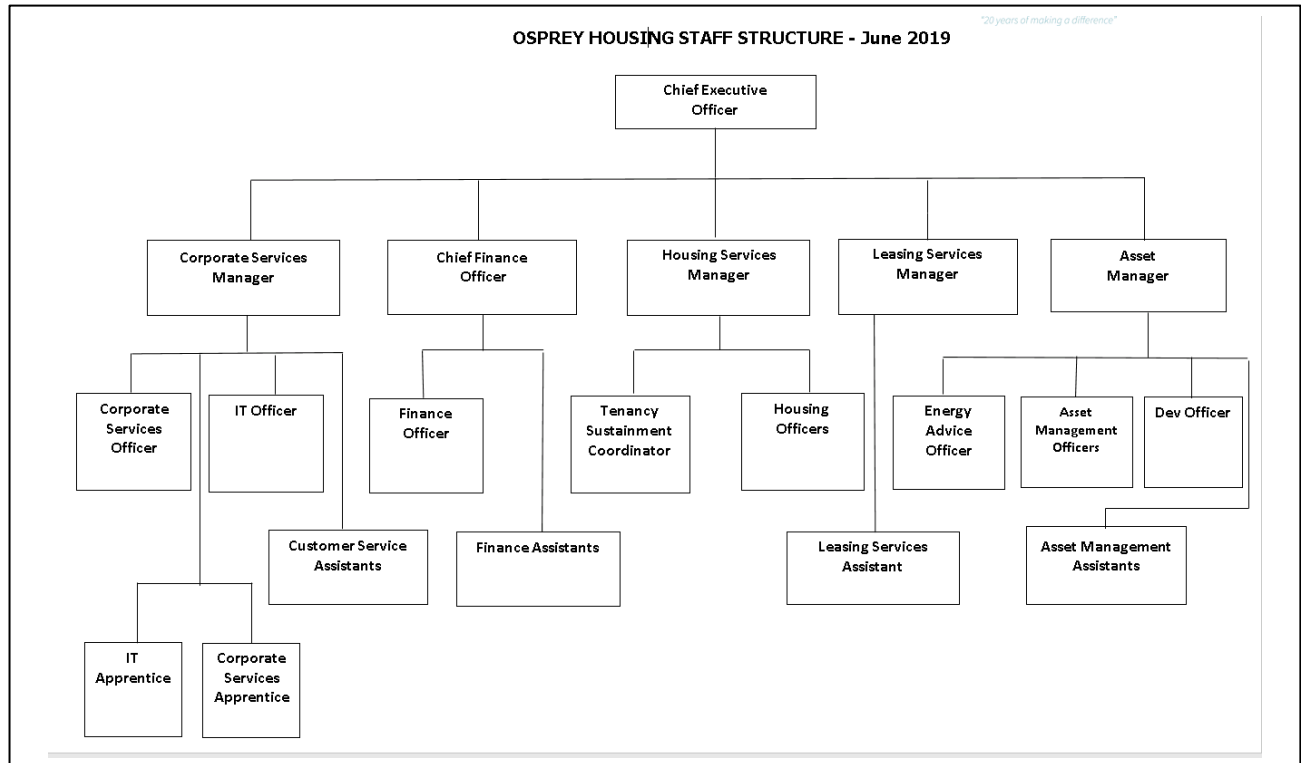 "20 years of making a difference"
OSPREY HOUSING STAFF STRUCTURE - June 2019
Chief Executive
Officer
Corporate Services
Manager
Chief Finance
Officer
Housing Services
Manager
Leasing Services
Manager
Asset
Manager
Corporate
Services
Officer
IT Officer
Finance
Officer
Tenancy
Sustainment
Coordinator
Housing
Officers
Energy
Advice
Officer
Asset
Management
Officers
Dev Officer
Customer Service
Assistants
Finance Assistants
Leasing Services
Assistant
Asset Management
Assistants
IT
Apprentice
Corporate
Services
Apprentice